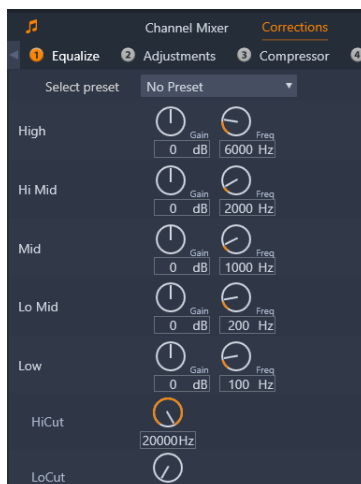 Channel Mixer Corrections
1 Equalize 2 Adjustments 3 Compressor 4
Select preset No Preset
High Gain Freq
0 dB 6000 Hz
Hi Mid Gain Freq
0 dB 2000 Hz
Mid Gain Freq
0 dB 1000 Hz
Lo Mid Gain Freq
0 dB 200 Hz
Low Gain Freq
0 dB 100 Hz
HiCut
20000Hz
LoCut